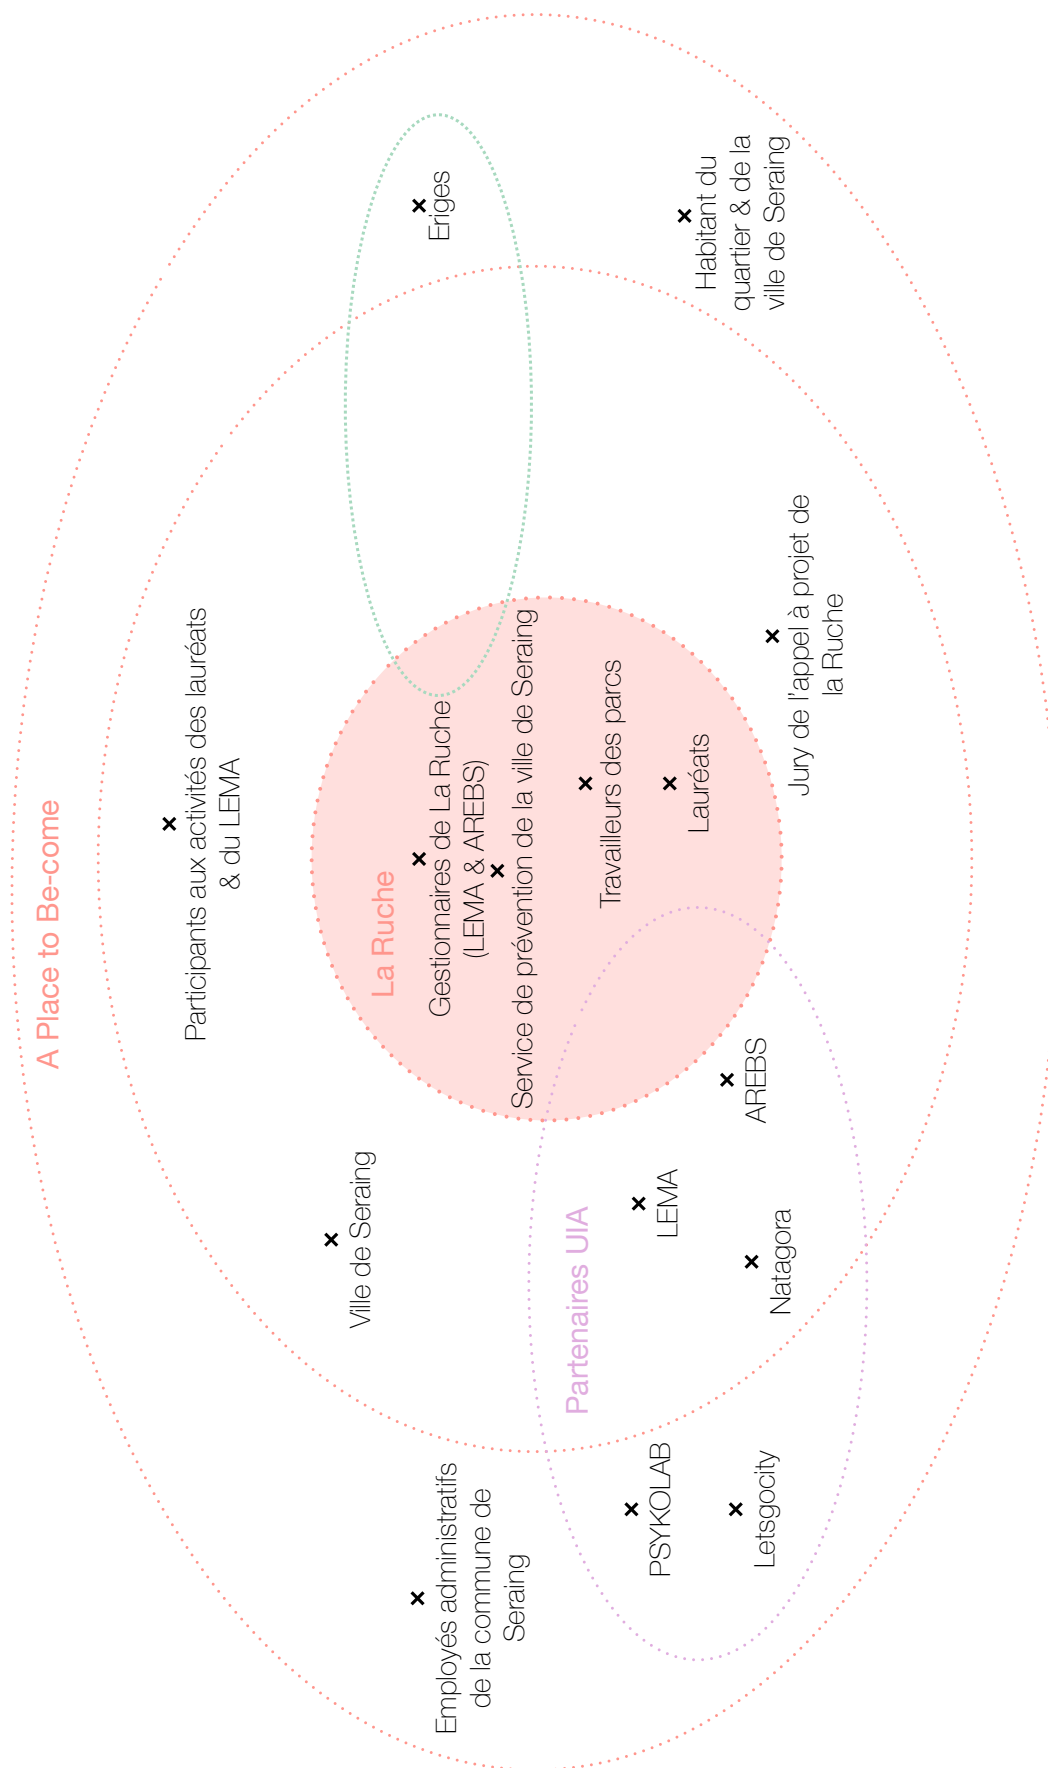 A Place to Be-come
Participants aux activités des lauréats
& du LEMA
Ville de Seraing
La Ruche
Gestionnaires de La Ruche
(LEMA & AREBS)
Service de prévention de la ville de Seraing
Travailleurs des parcs
Lauréats
Eriges
Habitant du
quartier & de la
ville de Seraing
Jury de l'appel à projet de
la Ruche
Employés administratifs
de la commune de
Seraing
Partenaires UIA
LEMA
AREBS
Natagora
PSYKOLAB
Letsgocity